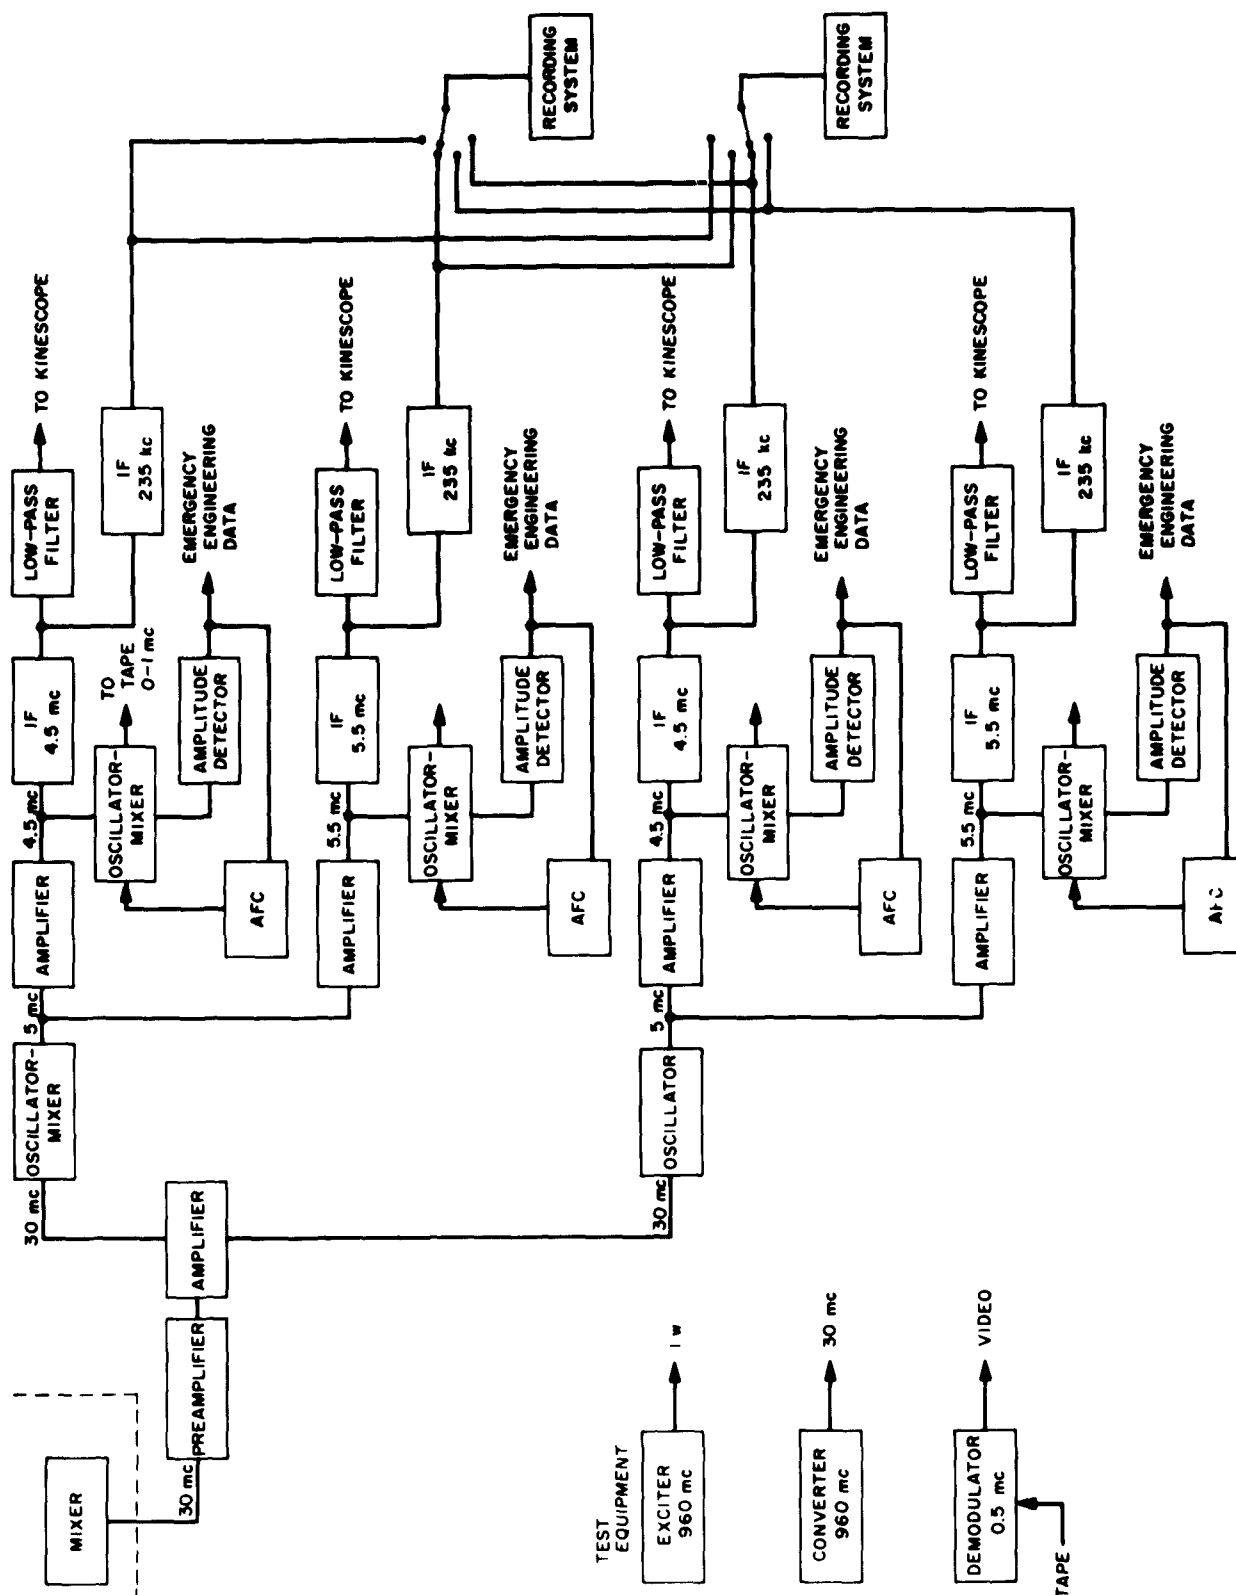 MIXER
30 mc
PREAMPLIFIER
AMPLIFIER
30 mc
OSCILLATOR-
MIXER
5 mc
AMPLIFIER
4.5 mc
IF
4.5 mc
LOW-PASS
FILTER
TO KINESCOPE
OSCILLATOR-
MIXER
TO
TAPE
0-1 mc
IF
235 kc
AFC
AMPLITUDE
DETECTOR
EMERGENCY
ENGINEERING
DATA
AMPLIFIER
5.5 mc
IF
5.5 mc
LOW-PASS
FILTER
TO KINESCOPE
OSCILLATOR-
MIXER
IF
235 kc
AFC
AMPLITUDE
DETECTOR
EMERGENCY
ENGINEERING
DATA
RECORDING
SYSTEM
30 mc
OSCILLATOR
5 mc
AMPLIFIER
4.5 mc
IF
4.5 mc
LOW-PASS
FILTER
TO KINESCOPE
OSCILLATOR-
MIXER
IF
235 kc
AFC
AMPLITUDE
DETECTOR
EMERGENCY
ENGINEERING
DATA
RECORDING
SYSTEM
AMPLIFIER
5.5 mc
IF
5.5 mc
LOW-PASS
FILTER
TO KINESCOPE
OSCILLATOR-
MIXER
IF
235 kc
AFC
AMPLITUDE
DETECTOR
EMERGENCY
ENGINEERING
DATA
TEST
EQUIPMENT
EXCITER
960 mc
1 w
CONVERTER
960 mc
30 mc
DEMODULATOR
0.5 mc
VIDEO
TAPE